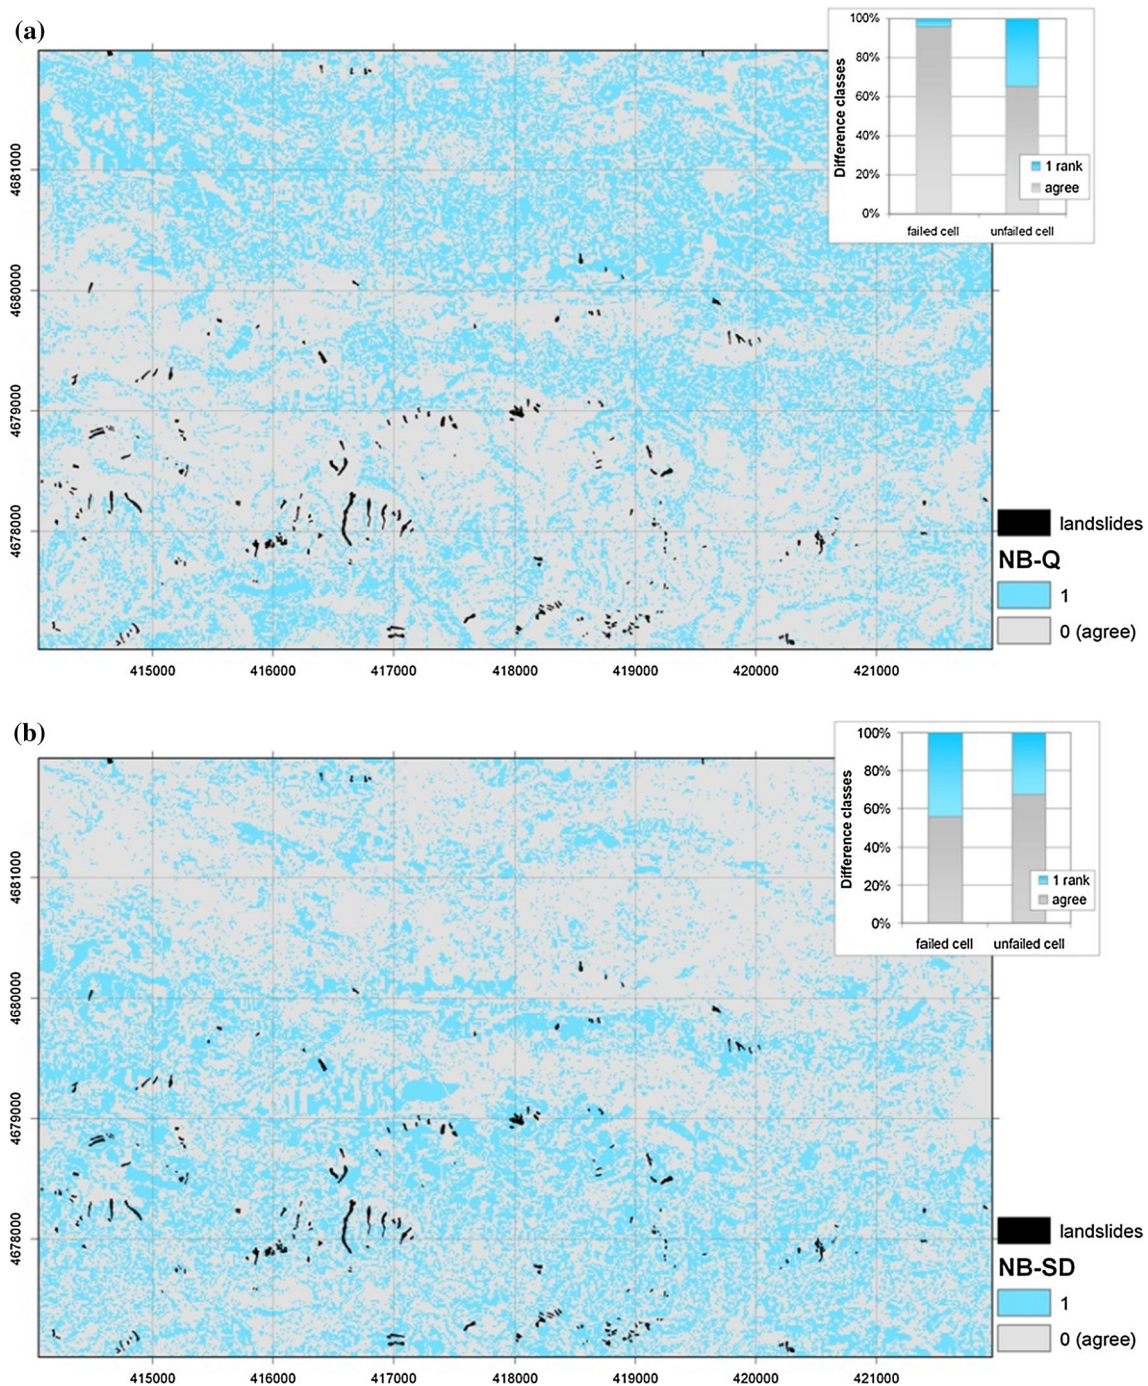 (a)
100%
80%
60%
40%
20%
0%
Difference classes
1 rank
agree
failed cell unfailed cell
4681000
4680000
4679000
4678000
landslides
NB-Q
1
0 (agree)
415000 416000 417000 418000 419000 420000 421000
(b)
100%
80%
60%
40%
20%
0%
Difference classes
1 rank
agree
failed cell unfailed cell
4681000
4680000
4679000
4678000
landslides
NB-SD
1
0 (agree)
415000 416000 417000 418000 419000 420000 421000